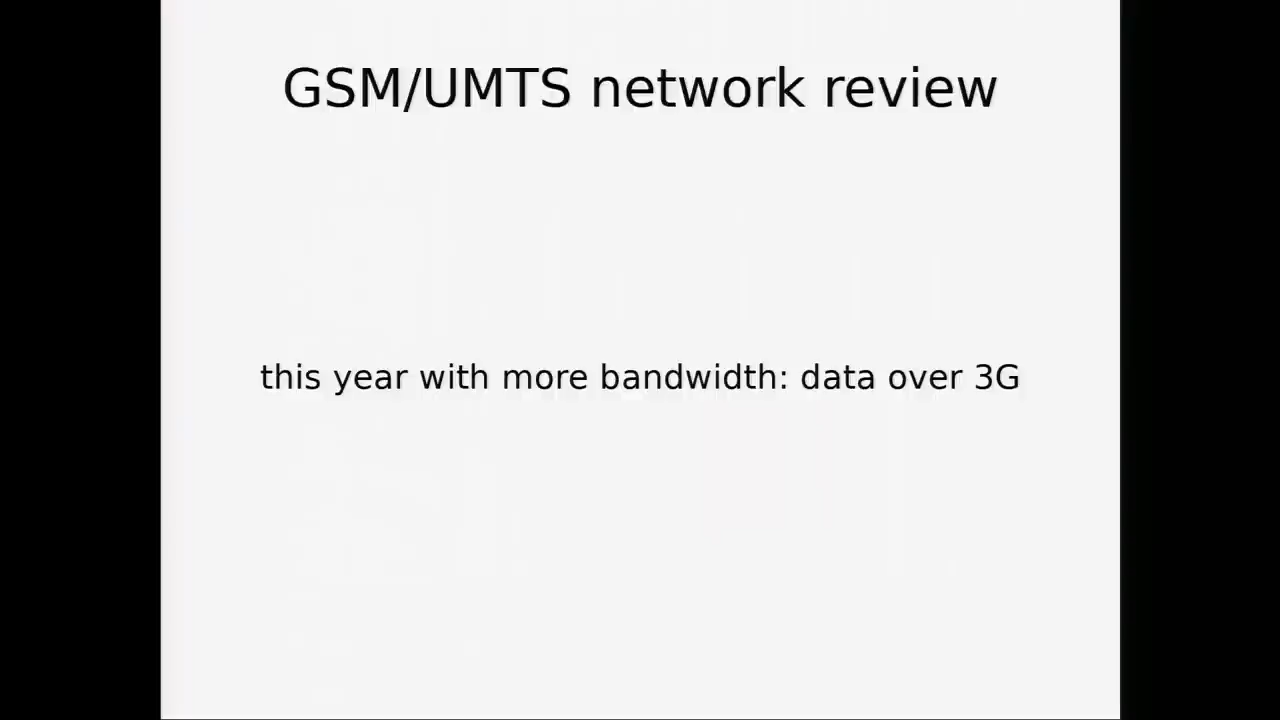 GSM/UMTS network review
this year with more bandwidth: data over 3G